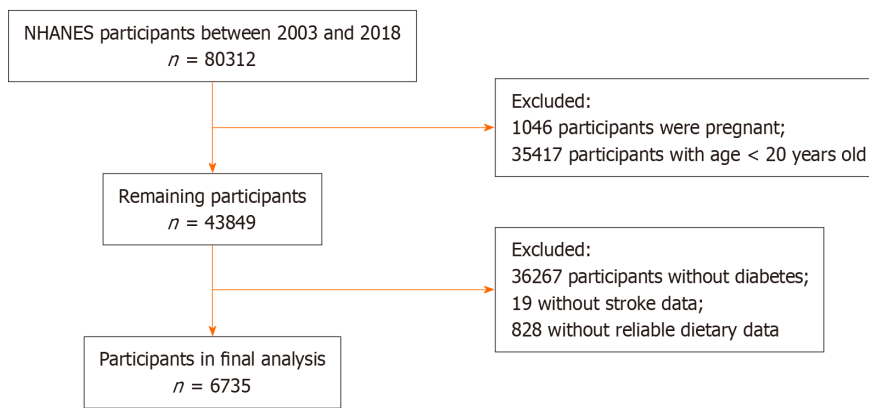 NHANES participants between 2003 and 2018
n = 80312
Excluded:
1046 participants were pregnant;
35417 participants with age < 20 years old
Remaining participants
n = 43849
Excluded:
36267 participants without diabetes;
19 without stroke data;
828 without reliable dietary data
Participants in final analysis
n = 6735